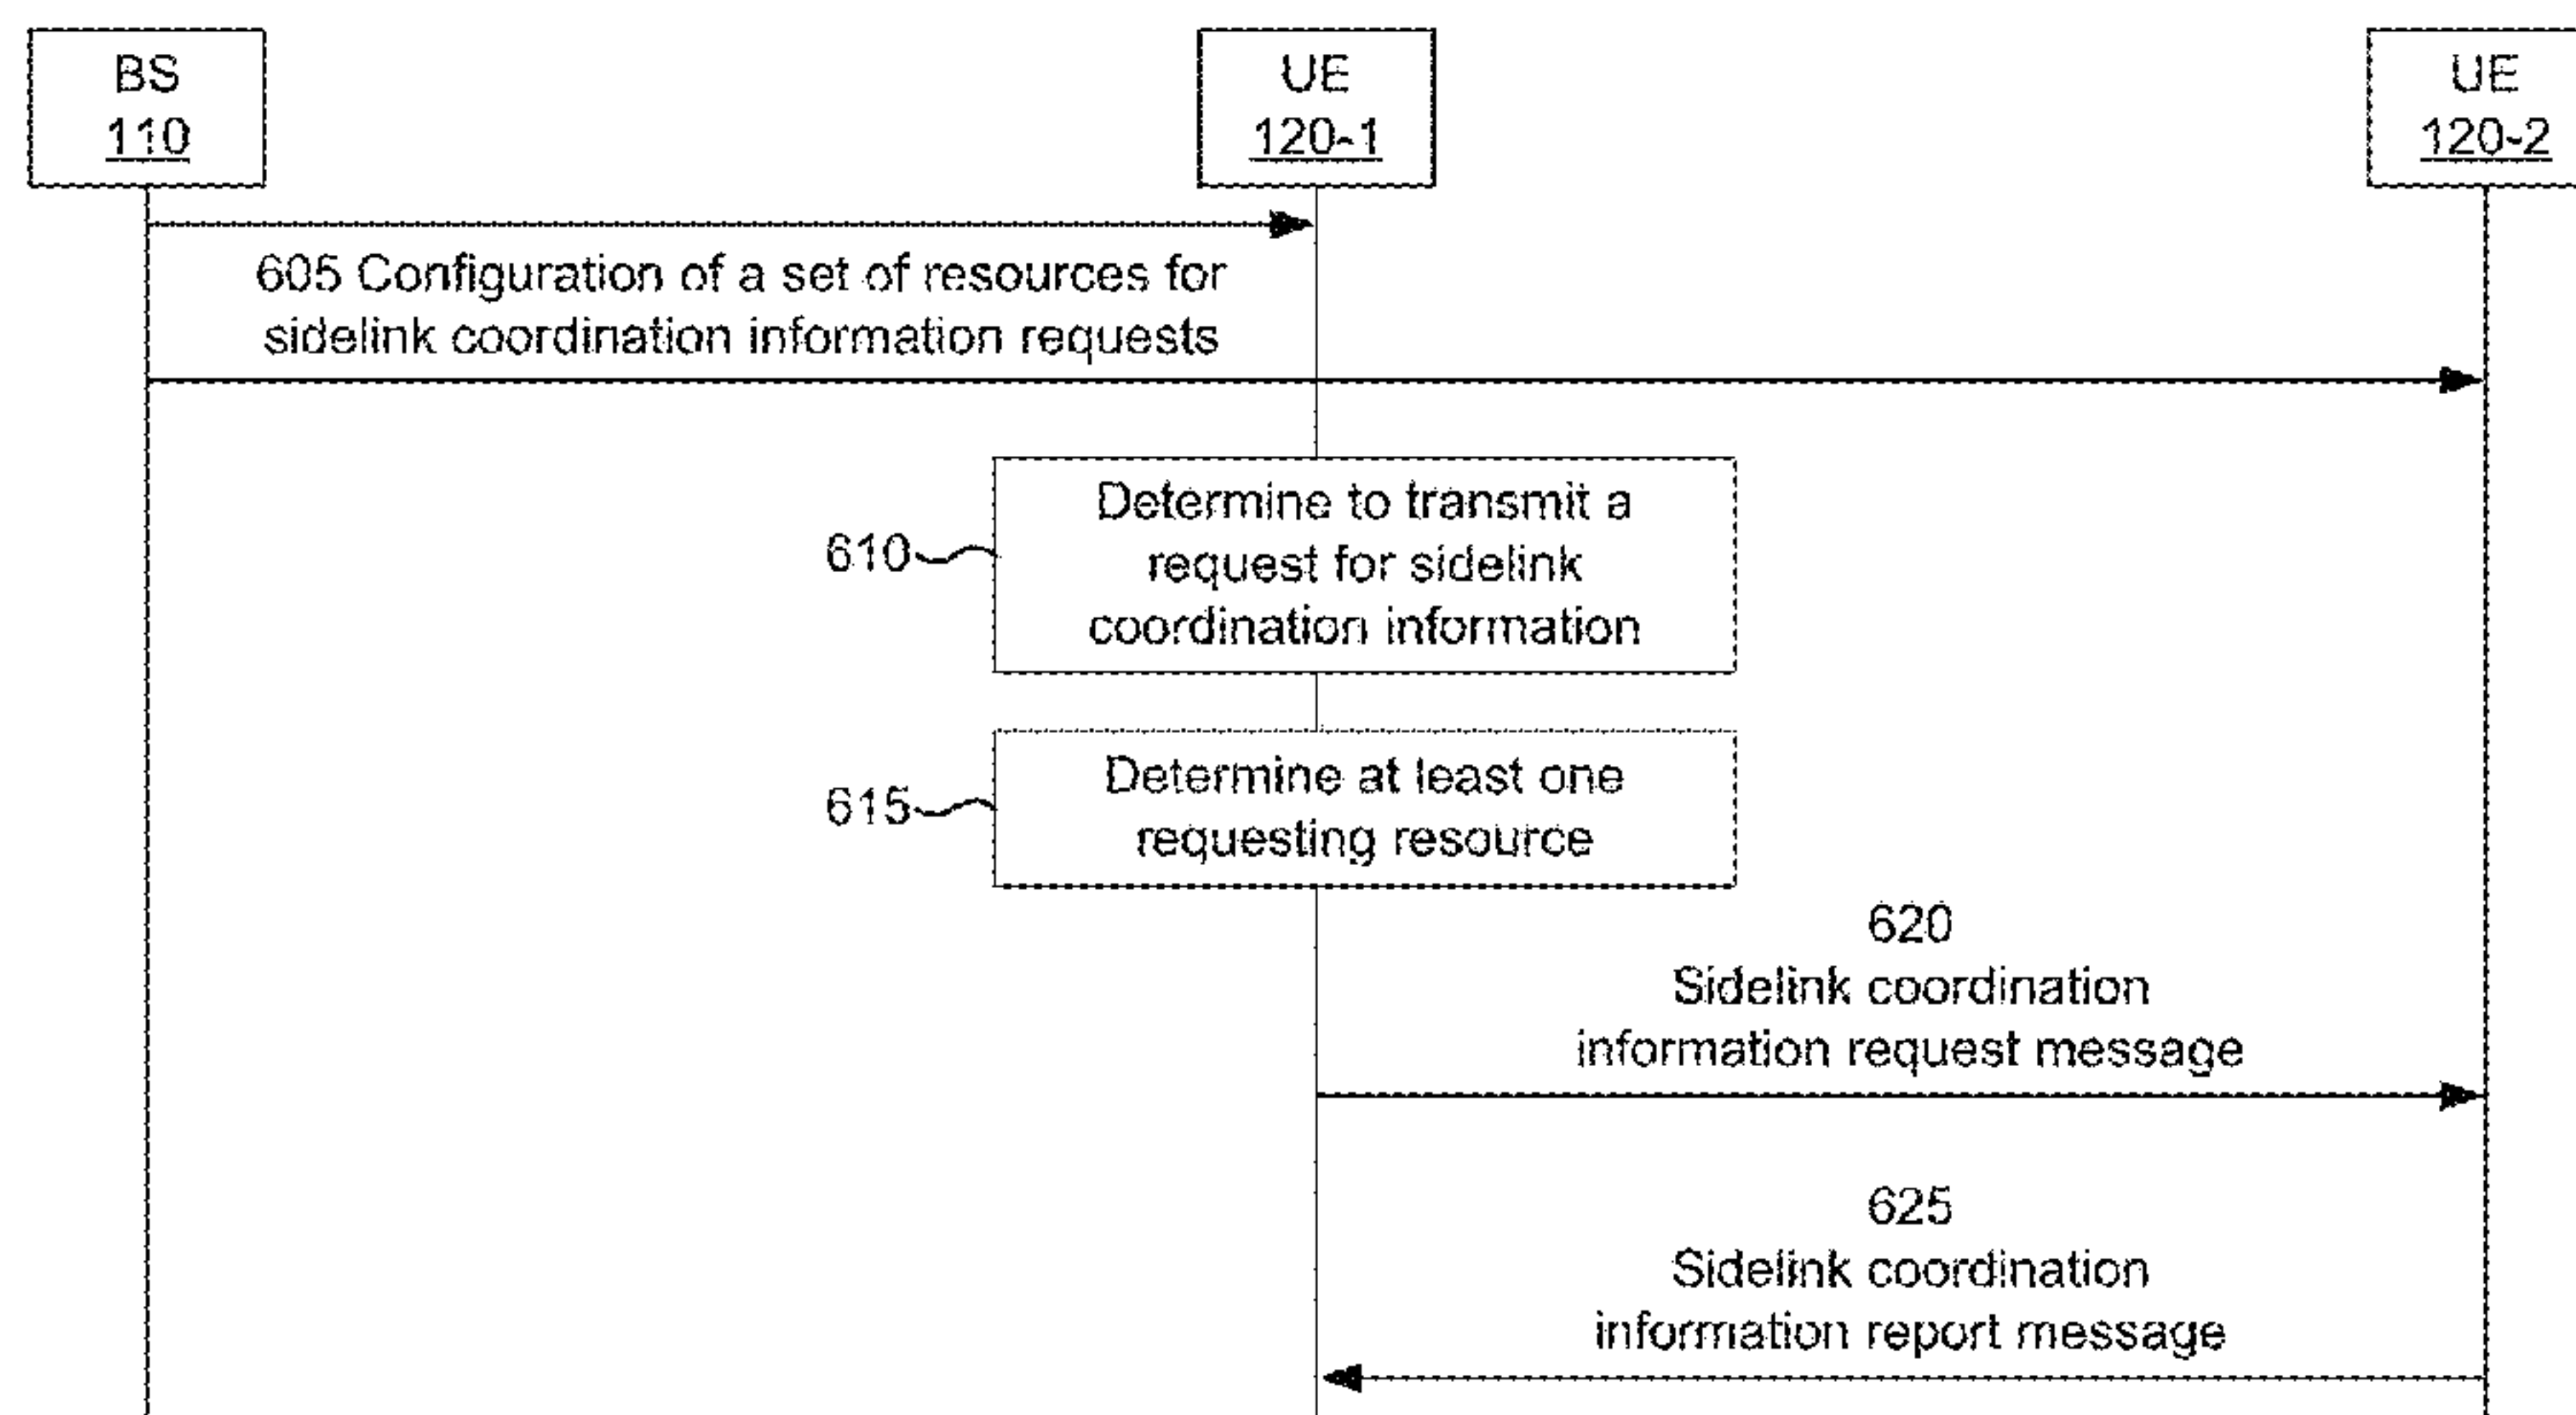 BS
110
UE
120-1
UE
120-2
605 Configuration of a set of resources for
sidelink coordination information requests
610
Determine to transmit a
request for sidelink
coordination information
615
Determine at least one
requesting resource
620
Sidelink coordination
information request message
625
Sidelink coordination
information report message